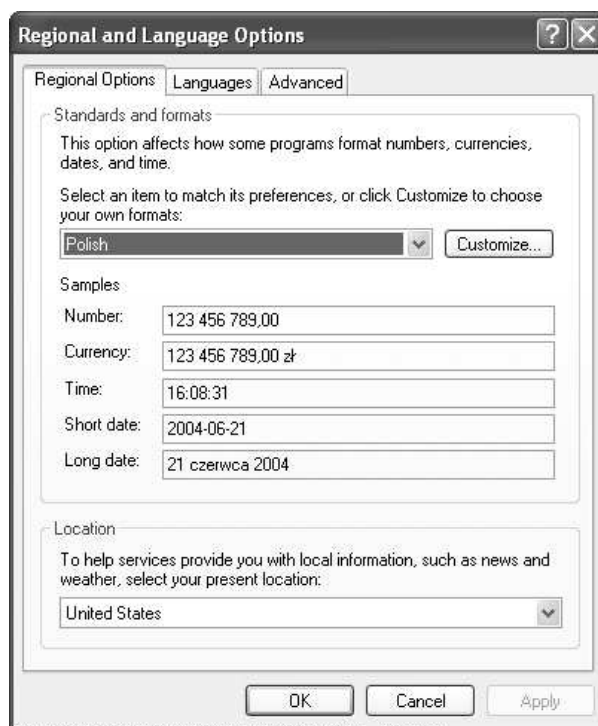 Regional and Language Options
Regional Options Languages Advanced
Standards and formats
This option affects how some programs format numbers, currencies,
dates, and time.
Select an item to match its preferences, or click Customize to choose
your own formats:
Polish Customize...
Samples
Number: 123 456 789,00
Currency: 123 456 789,00 zł
Time: 16:08:31
Short date: 2004-06-21
Long date: 21 czerwca 2004
Location
To help services provide you with local information, such as news and
weather, select your present location:
United States
OK Cancel Apply